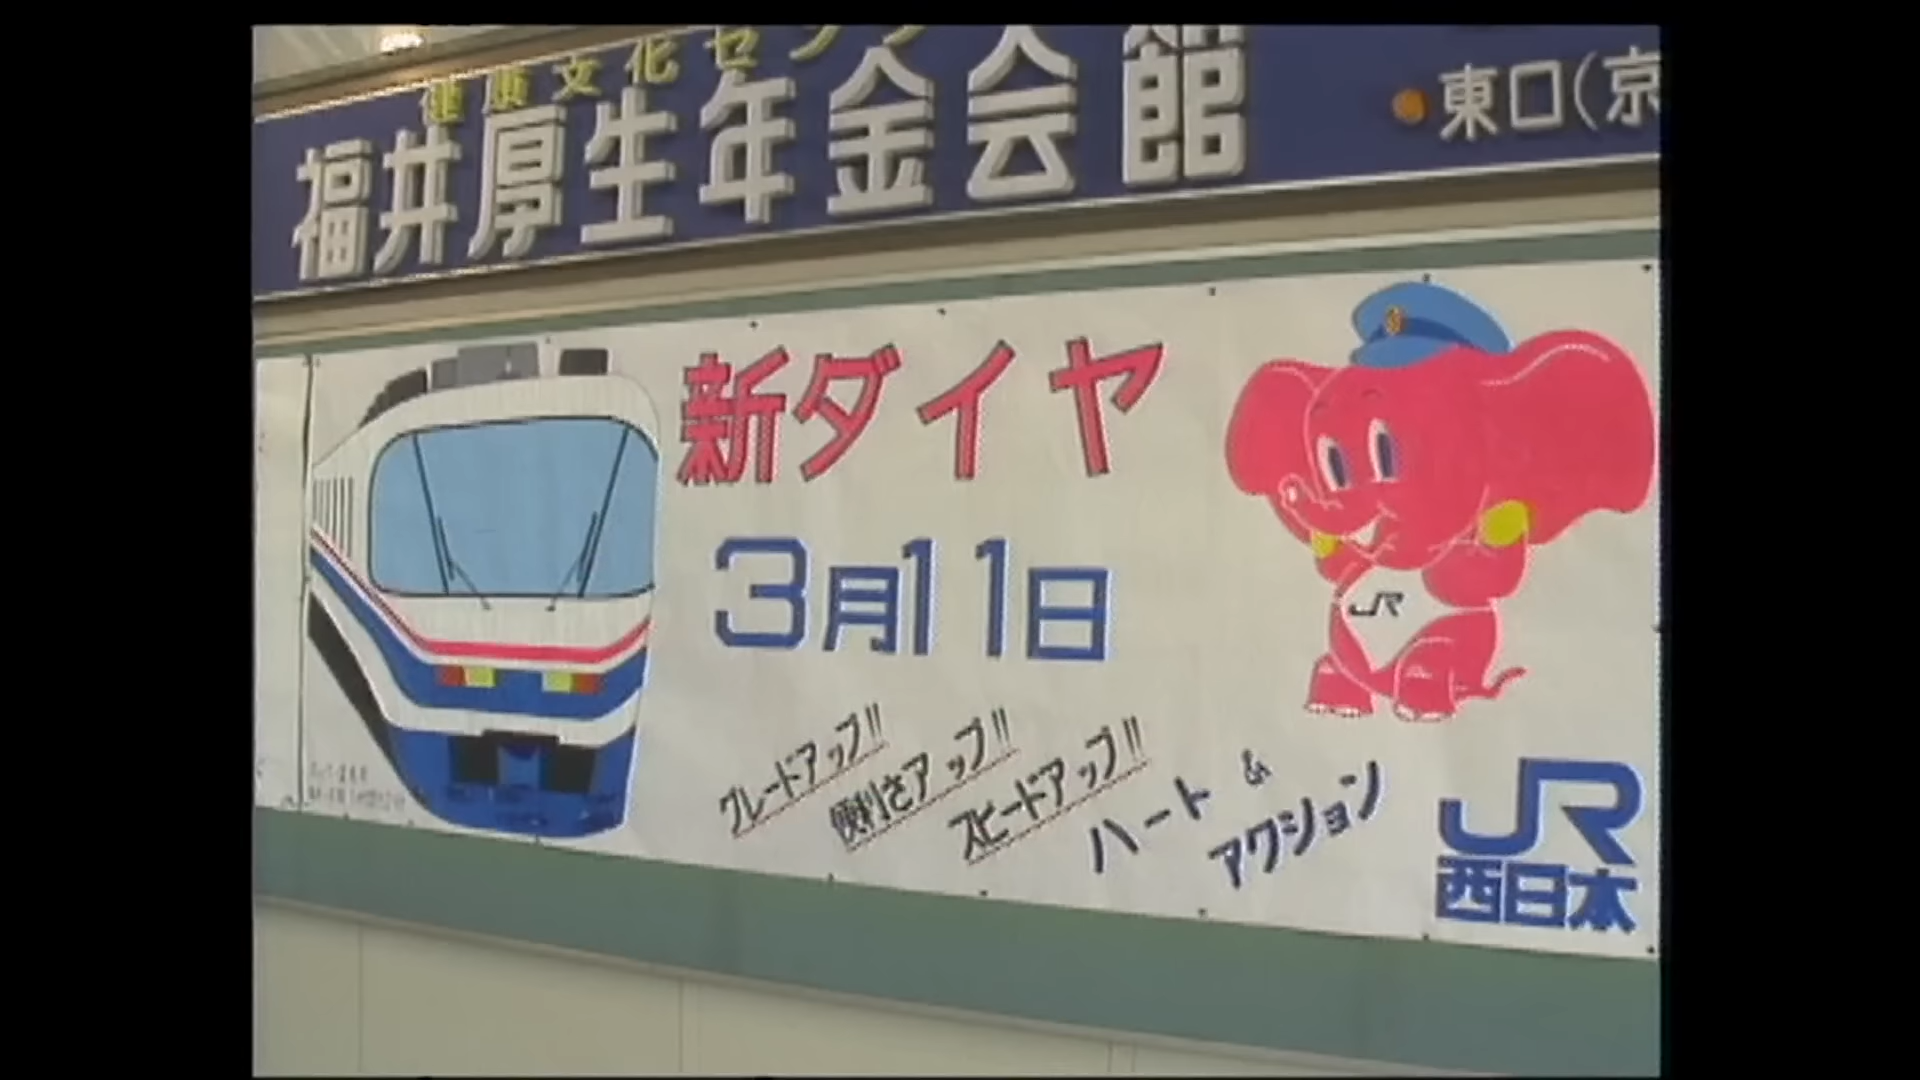 健康文化センター
福井厚生年金会館
東口(京
新ダイヤ
3月11日
グレードアップ!!
便利さアップ!!
スピードアップ!!
ハート &
アクション
JR
JR
西日本